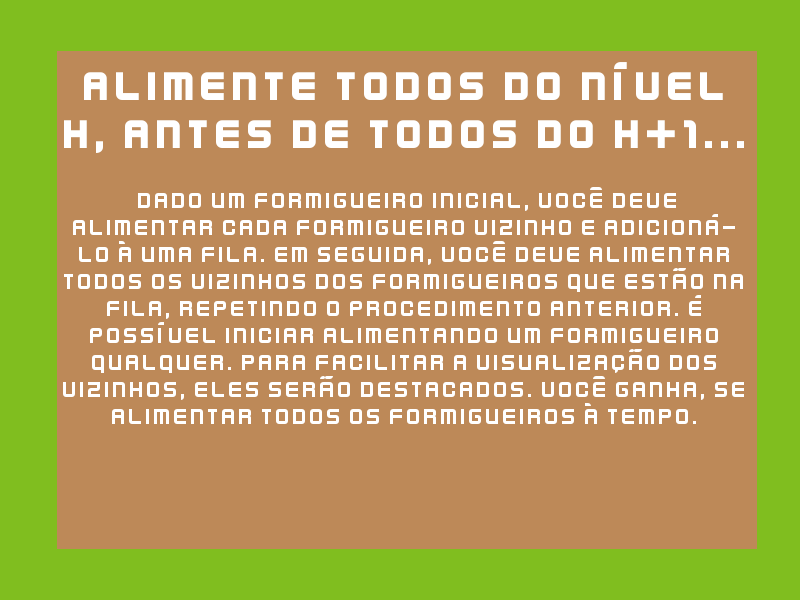 ALIMENTE TODOS DO NÍVEL
H, ANTES DE TODOS DO H+1...
DADO UM FORMIGUEIRO INICIAL, VOCÊ DEVE
ALIMENTAR CADA FORMIGUEIRO VIZINHO E ADICIONÁ-
LO À UMA FILA. EM SEGUIDA, VOCÊ DEVE ALIMENTAR
TODOS OS VIZINHOS DOS FORMIGUEIROS QUE ESTÃO NA
FILA, REPETINDO O PROCEDIMENTO ANTERIOR. É
POSSÍVEL INICIAR ALIMENTANDO UM FORMIGUEIRO
QUALQUER. PARA FACILITAR A VISUALIZAÇÃO DOS
VIZINHOS, ELES SERÃO DESTACADOS. VOCÊ GANHA, SE
ALIMENTAR TODOS OS FORMIGUEIROS À TEMPO.